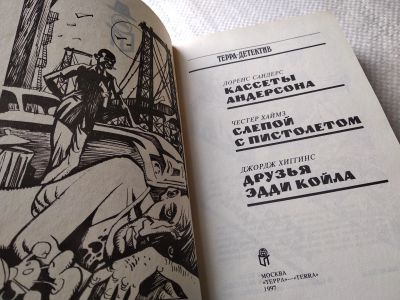 ТЕРРА-ДЕТЕКТИВ
ЛОРЕНС САНДЕРС
КАССЕТЫ
АНДЕРСОНА
ЧЕСТЕР ХАЙМЗ
СЛЕПОЙ
С ПИСТОЛЕТОМ
ДЖОРДЖ ХИГГИНС
ДРУЗЬЯ
ЭДДИ КОЙЛА
МОСКВА
«ТЕРРА»—«TERRA»
1997